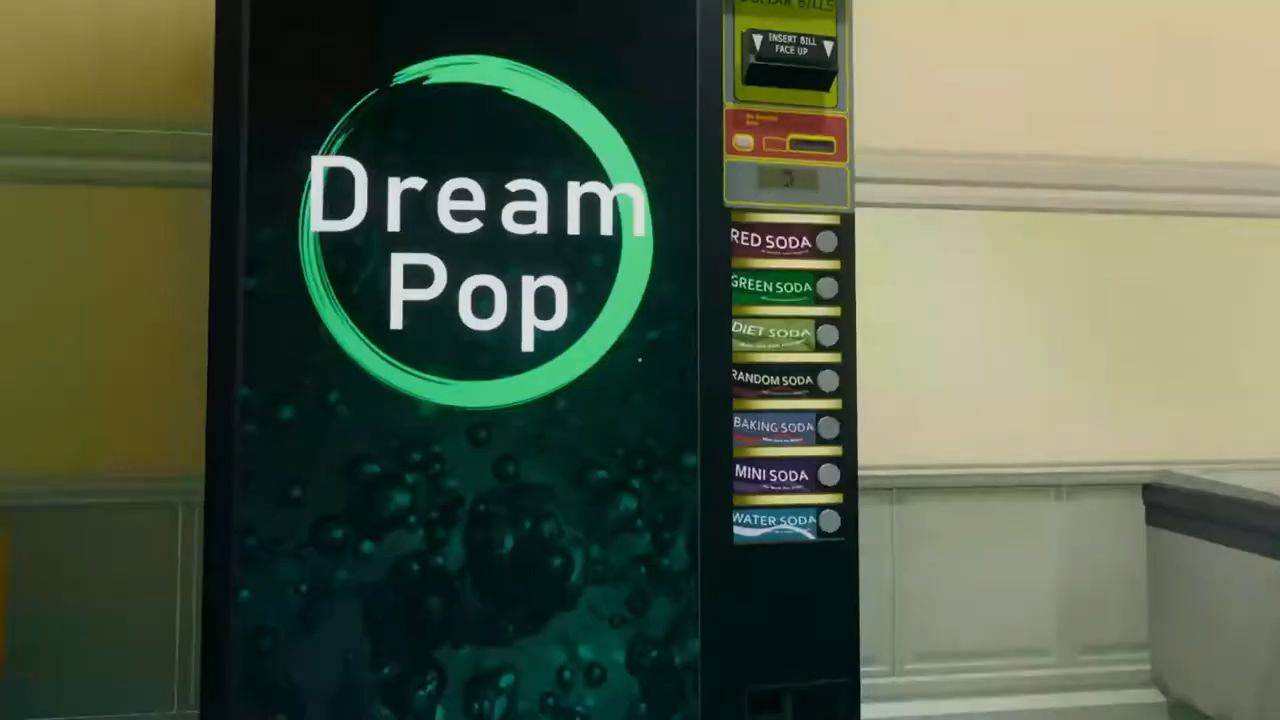 Dream
Pop
DOLLAR BILLS
INSERT BILL
FACE UP
RED SODA
GREEN SODA
DIET SODA
RANDOM SODA
BAKING SODA
MINI SODA
WATER SODA